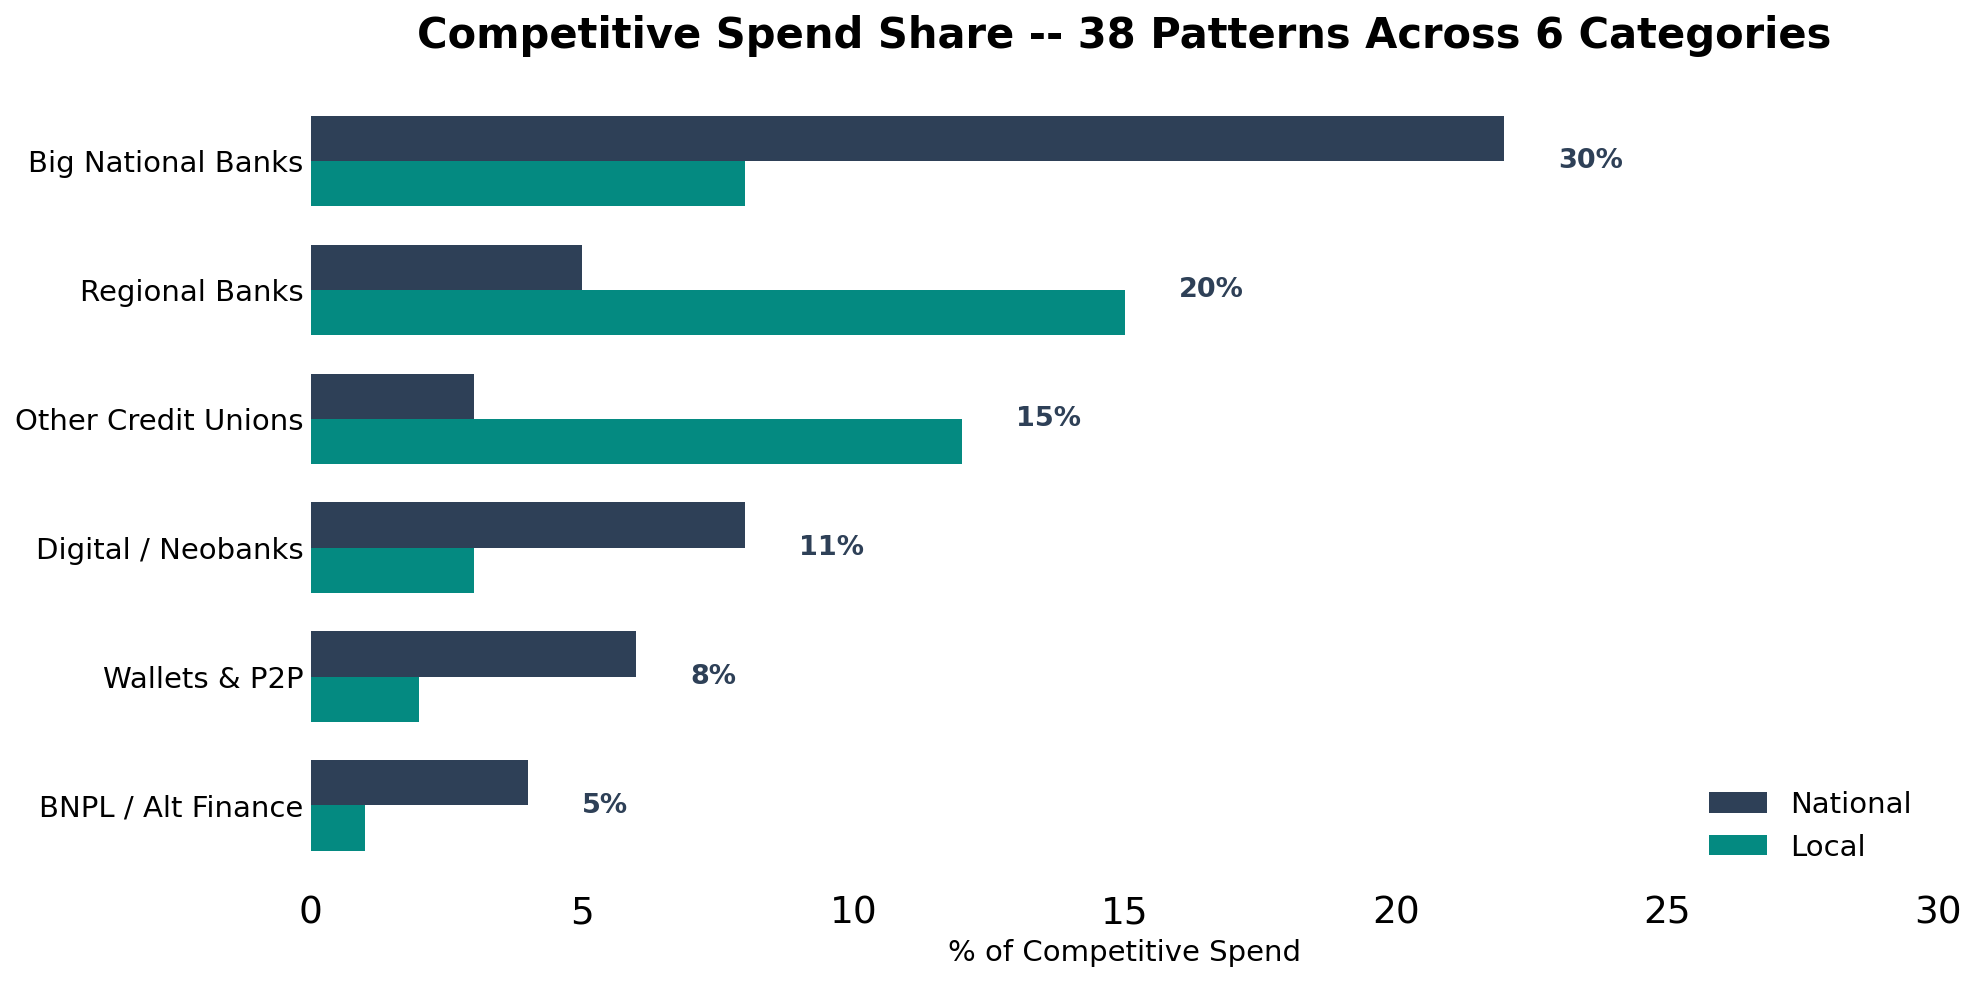 Competitive Spend Share -- 38 Patterns Across 6 Categories
Big National Banks
30%
Regional Banks
20%
Other Credit Unions
15%
Digital / Neobanks
11%
Wallets & P2P
8%
BNPL / Alt Finance
5%
National
Local
0 5 10 15 20 25 30
% of Competitive Spend